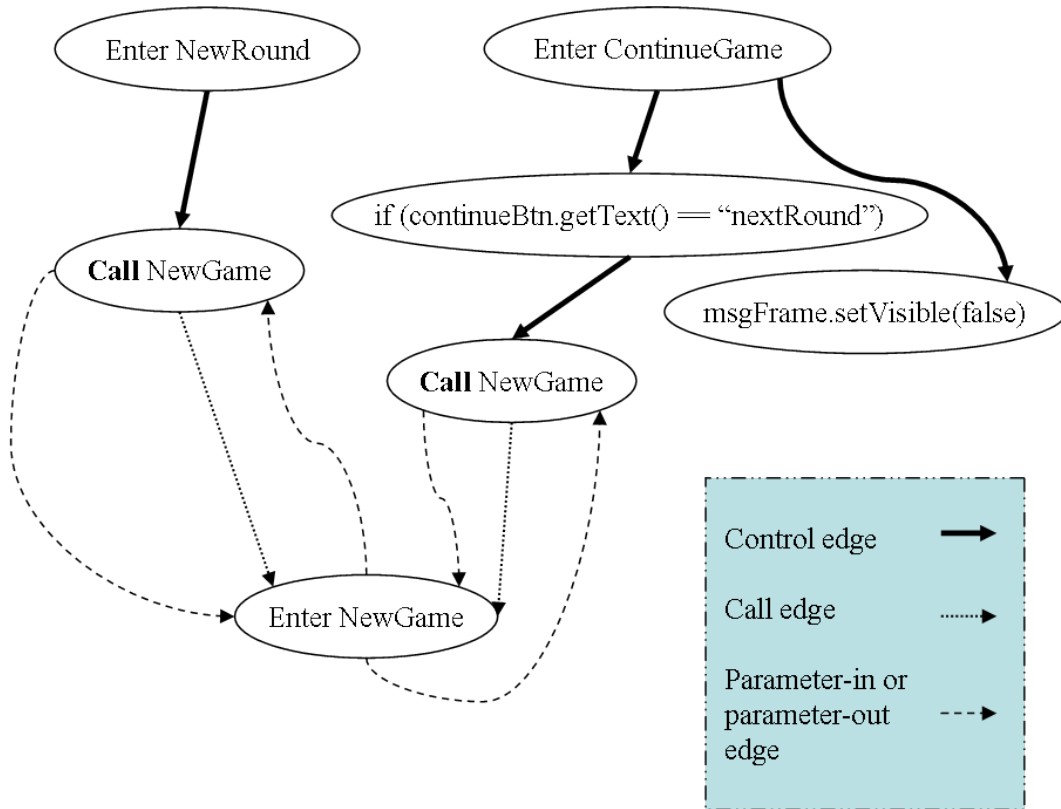 Enter NewRound
Enter ContinueGame
if (continueBtn.getText() == “nextRound”)
Call NewGame
msgFrame.setVisible(false)
Call NewGame
Enter NewGame
Control edge
Call edge
Parameter-in or
parameter-out
edge